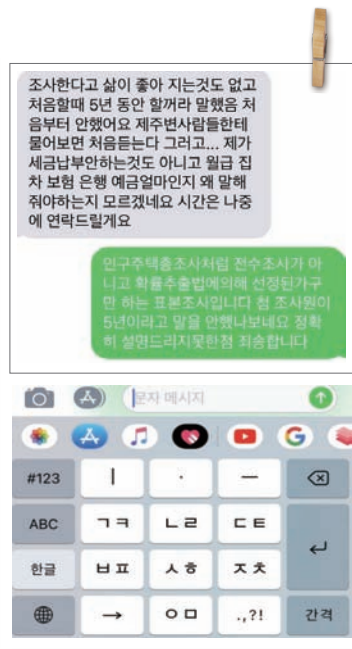 조사한다고 삶이 좋아 지는것도 없고
처음할때 5년 동안 할꺼라 말했음 처
음부터 안했어요 제주변사람들한테
물어보면 처음듣는다 그러고... 제가
세금납부안하는것도 아니고 월급 집
차 보험 은행 예금얼마인지 왜 말해
줘야하는지 모르겠네요 시간은 나중
에 연락드릴게요
인구주택총조사처럼 전수조사가 아
니고 확률추출법에의해 선정된가구
만 하는 표본조사입니다 첨 조사원이
5년이라고 말을 안했나보네요 정확
히 설명드리지못한점 죄송합니다
문자 메시지
#123 ㅣ · ㅡ
ABC ㄱㅋ ㄴㄹ ㄷㅌ
한글 ㅂㅍ ㅅㅎ ㅈㅊ
→ ㅇㅁ .,?! 간격